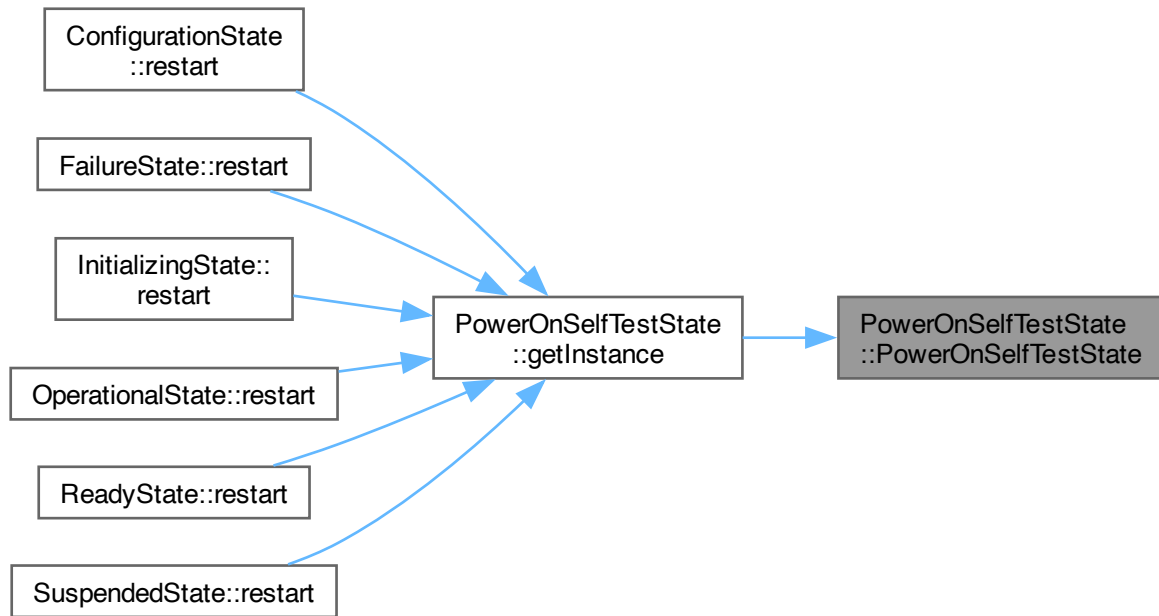 ConfigurationState
::restart
FailureState::restart
InitializingState::
restart
OperationalState::restart
ReadyState::restart
SuspendedState::restart
PowerOnSelfTestState
::getInstance
PowerOnSelfTestState
::PowerOnSelfTestState